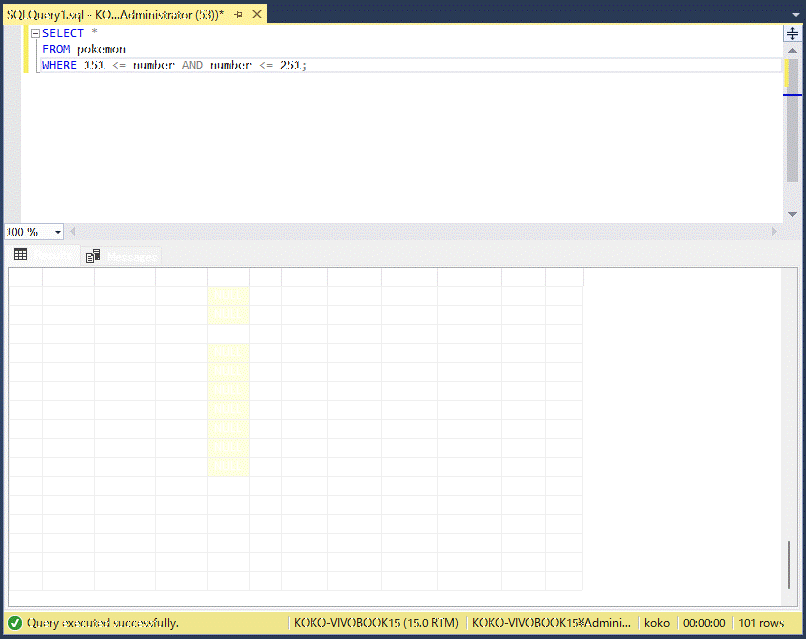 SQLQuery1.sql - KO...Administrator (53))*
SELECT *
FROM pokemon
WHERE 151 <= number AND number <= 251;
100 %
Results Messages
Query executed successfully.
KOKO-VIVOBOOK15 (15.0 RTM)
KOKO-VIVOBOOK15¥Admini...
koko
00:00:00
101 rows